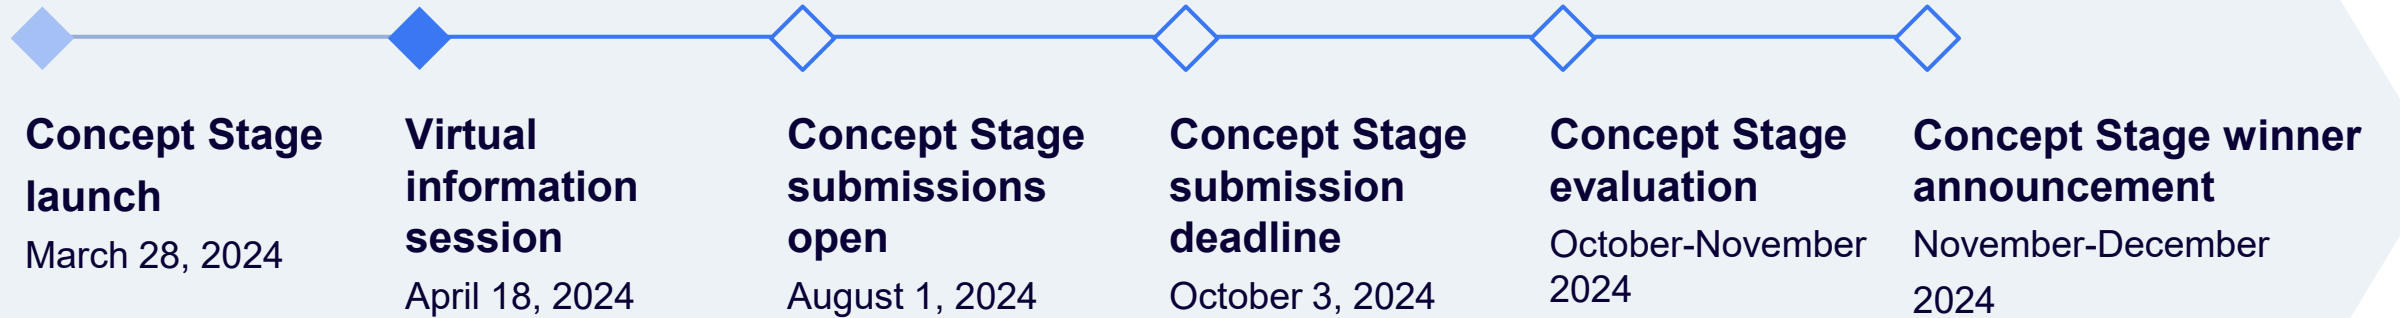 Concept Stage
launch
March 28, 2024
Virtual
information
session
April 18, 2024
Concept Stage
submissions
open
August 1, 2024
Concept Stage
submission
deadline
October 3, 2024
Concept Stage
evaluation
October-November
2024
Concept Stage winner
announcement
November-December
2024